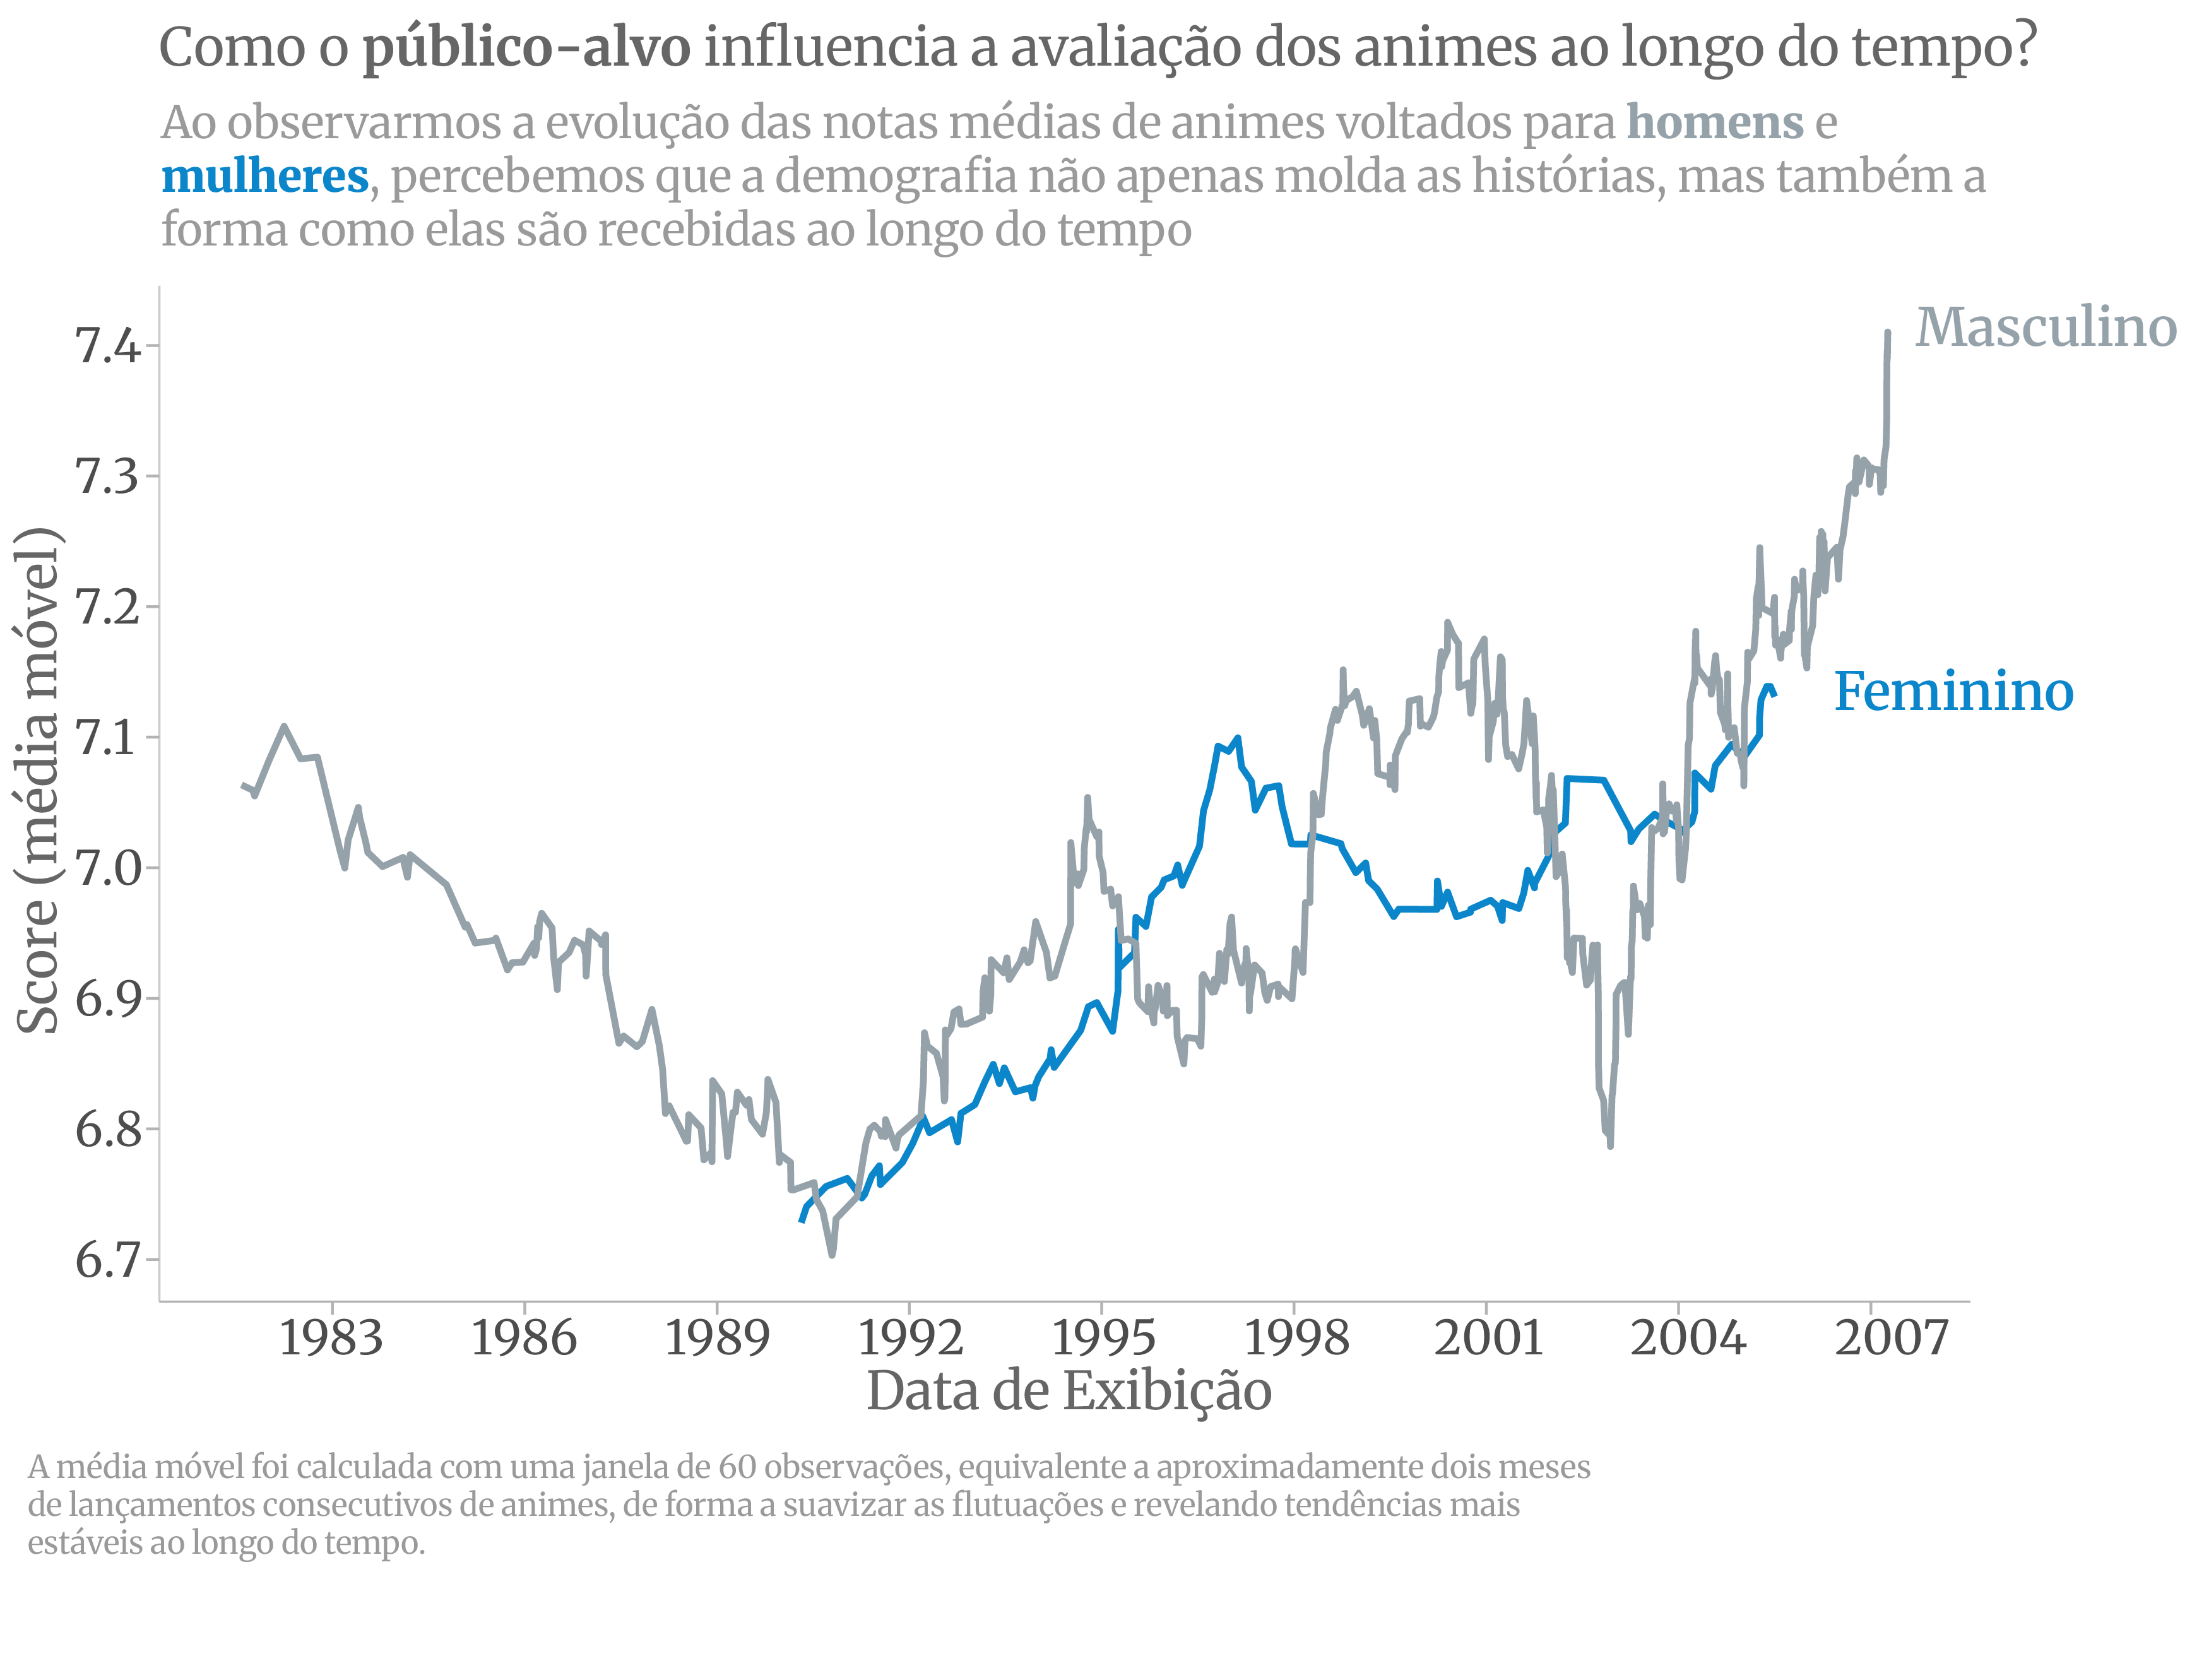 Como o público-alvo influencia a avaliação dos animes ao longo do tempo?
Ao observarmos a evolução das notas médias de animes voltados para homens e
mulheres, percebemos que a demografia não apenas molda as histórias, mas também a
forma como elas são recebidas ao longo do tempo
Score (média móvel)
7.4
7.3
7.2
7.1
7.0
6.9
6.8
6.7
Masculino
Feminino
1983 1986 1989 1992 1995 1998 2001 2004 2007
Data de Exibição
A média móvel foi calculada com uma janela de 60 observações, equivalente a aproximadamente dois meses
de lançamentos consecutivos de animes, de forma a suavizar as flutuações e revelando tendências mais
estáveis ao longo do tempo.